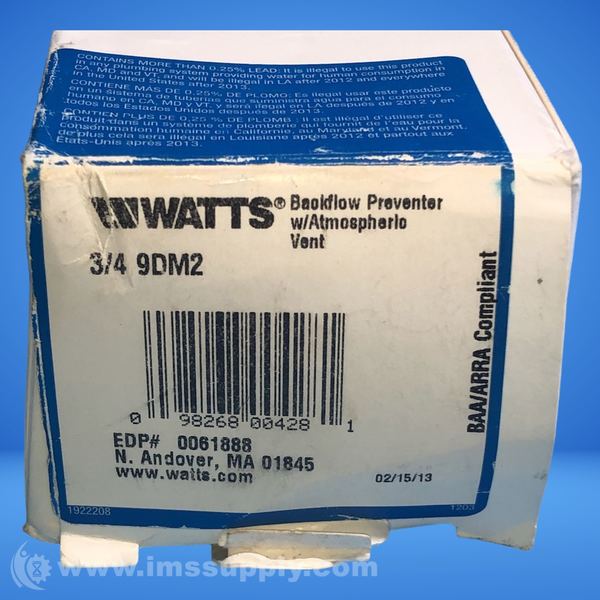 CONTAINS MORE THAN 0.25% LEAD: It is illegal to use this product
in any plumbing system providing water for human consumption in
CA, MD and VT, and will be illegal in LA after 2012 and everywhere
in the United States after 2013.
CONTIENE MÁS DE 0.25% DE PLOMO: Es ilegal usar este producto
en un sistema de tuberías que suministra agua para el consumo
humano en CA, MD y VT, y será ilegal en LA después de 2012 y en
todos los Estados Unidos después de 2013.
CONTIEN PLUS DE 0,25 % DE PLOMB : Il est illégal d'utiliser ce
produit dans un système de plomberie qui fournit de l'eau pour la
consommation humaine en Californie, au Maryland et au Vermont.
de plus cela sera illégal en Louisiane après 2012 et partout aux
États-Unis après 2013.
WATTS® Backflow Preventer
w/Atmospheric
Vent
3/4 9DM2
BAA/ARRA Compliant
0 98268 00428 1
EDP# 0061888
N. Andover, MA 01845
www.watts.com
02/15/13
1922208
1203
www.imssupply.com